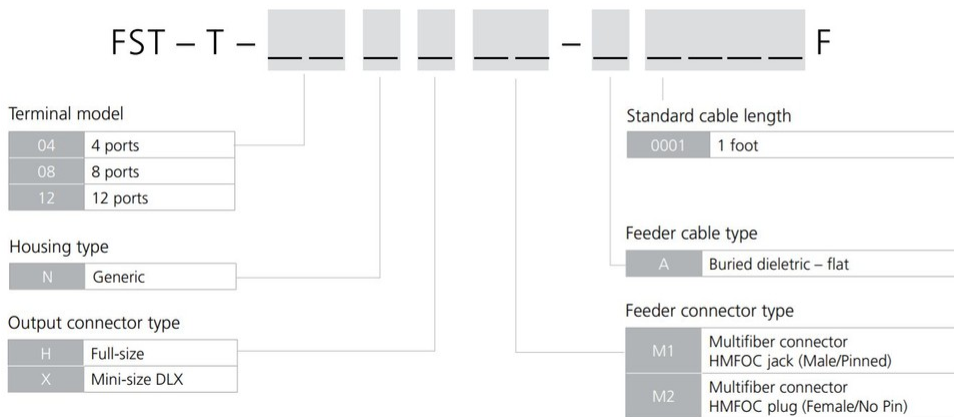 FST – T – __ __ __ __ __ __ – __ __ __ __ __ F
Terminal model
04 4 ports
08 8 ports
12 12 ports
Housing type
N Generic
Output connector type
H Full-size
X Mini-size DLX
Standard cable length
0001 1 foot
Feeder cable type
A Buried dieletric – flat
Feeder connector type
M1 Multifiber connector
HMFOC jack (Male/Pinned)
M2 Multifiber connector
HMFOC plug (Female/No Pin)